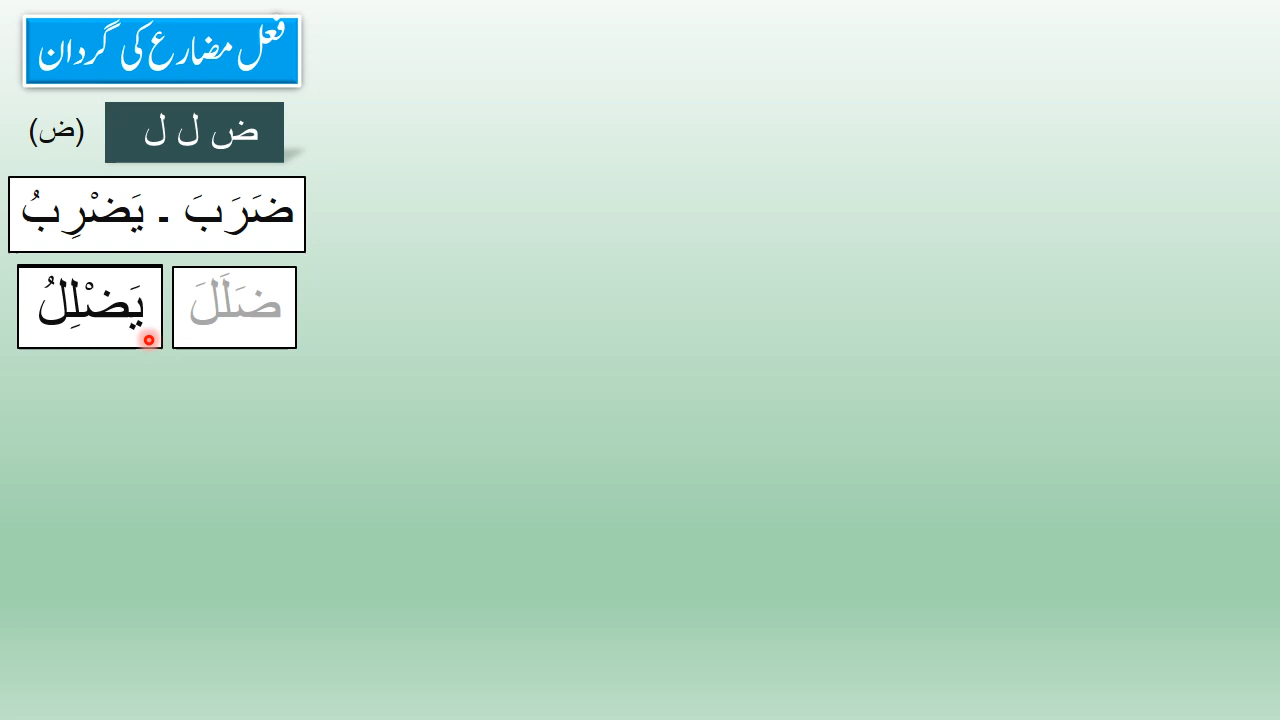 فعل مضارع کی گردان
ض ل ل (ض)
ضَرَبَ ۔ يَضْرِبُ
ضَلَلَ يَضْلِلُ